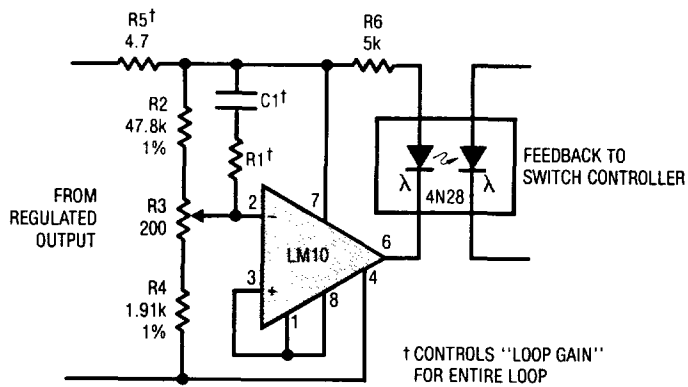 R5†
4.7
R6
5k
R2
47.8k
1%
C1†
R1†
FROM
REGULATED
OUTPUT
R3
200
2
−
7
LM10
6
4
3
+
1
8
R4
1.91k
1%
λ
4N28
λ
FEEDBACK TO
SWITCH CONTROLLER
† CONTROLS "LOOP GAIN"
FOR ENTIRE LOOP